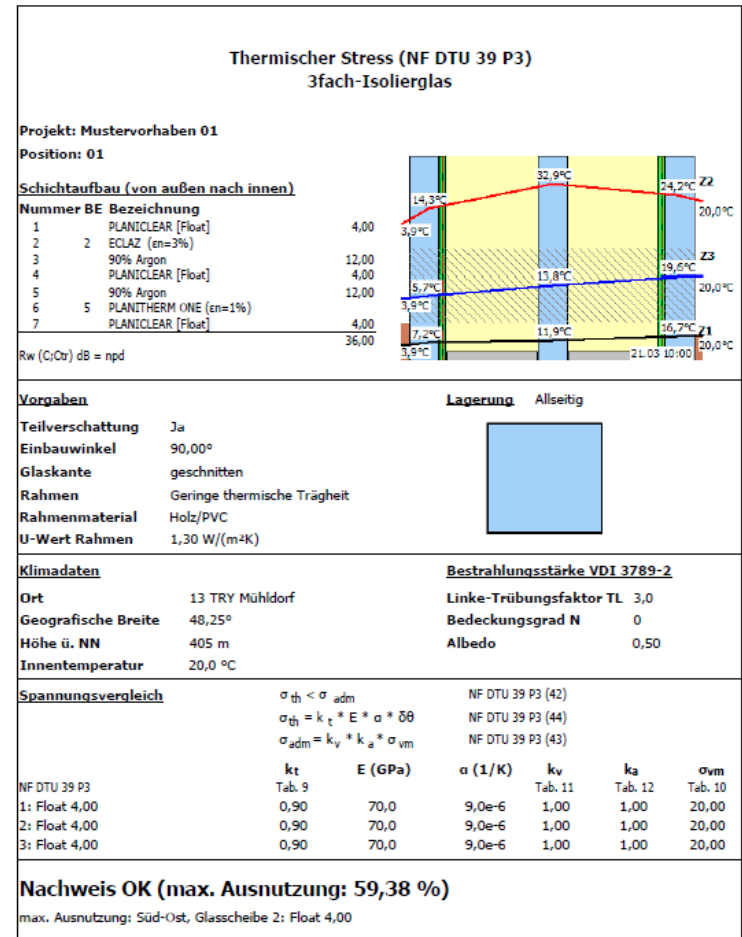 Thermischer Stress (NF DTU 39 P3)
3fach-Isolierglas
Projekt: Mustervorhaben 01
Position: 01
Schichtaufbau (von außen nach innen)
Nummer BE Bezeichnung
1 PLANICLEAR [Float] 4,00
2 2 ECLAZ (εn=3%)
3 90% Argon 12,00
4 PLANICLEAR [Float] 4,00
5 90% Argon 12,00
6 5 PLANITHERM ONE (εn=1%)
7 PLANICLEAR [Float] 4,00
36,00
Rw (C;Ctr) dB = npd
3,9°C 14,3°C 32,9°C 24,2°C Z2 20,0°C
3,9°C 5,7°C 13,8°C 19,6°C Z3 20,0°C
3,9°C 7,2°C 11,9°C 16,7°C Z1 20,0°C
21.03 10:00
Vorgaben
Teilverschattung Ja
Einbauwinkel 90,00°
Glaskante geschnitten
Rahmen Geringe thermische Trägheit
Rahmenmaterial Holz/PVC
U-Wert Rahmen 1,30 W/(m²K)
Lagerung Allseitig
Klimadaten
Ort 13 TRY Mühldorf
Geografische Breite 48,25°
Höhe ü. NN 405 m
Innentemperatur 20,0 °C
Bestrahlungsstärke VDI 3789-2
Linke-Trübungsfaktor TL 3,0
Bedeckungsgrad N 0
Albedo 0,50
Spannungsvergleich σth < σ adm NF DTU 39 P3 (42)
σth = k t * E * α * δθ NF DTU 39 P3 (44)
σadm = kv * k a * σvm NF DTU 39 P3 (43)
kt E (GPa) α (1/K) kv ka σvm
NF DTU 39 P3 Tab. 9 Tab. 11 Tab. 12 Tab. 10
1: Float 4,00 0,90 70,0 9,0e-6 1,00 1,00 20,00
2: Float 4,00 0,90 70,0 9,0e-6 1,00 1,00 20,00
3: Float 4,00 0,90 70,0 9,0e-6 1,00 1,00 20,00
Nachweis OK (max. Ausnutzung: 59,38 %)
max. Ausnutzung: Süd-Ost, Glasscheibe 2: Float 4,00